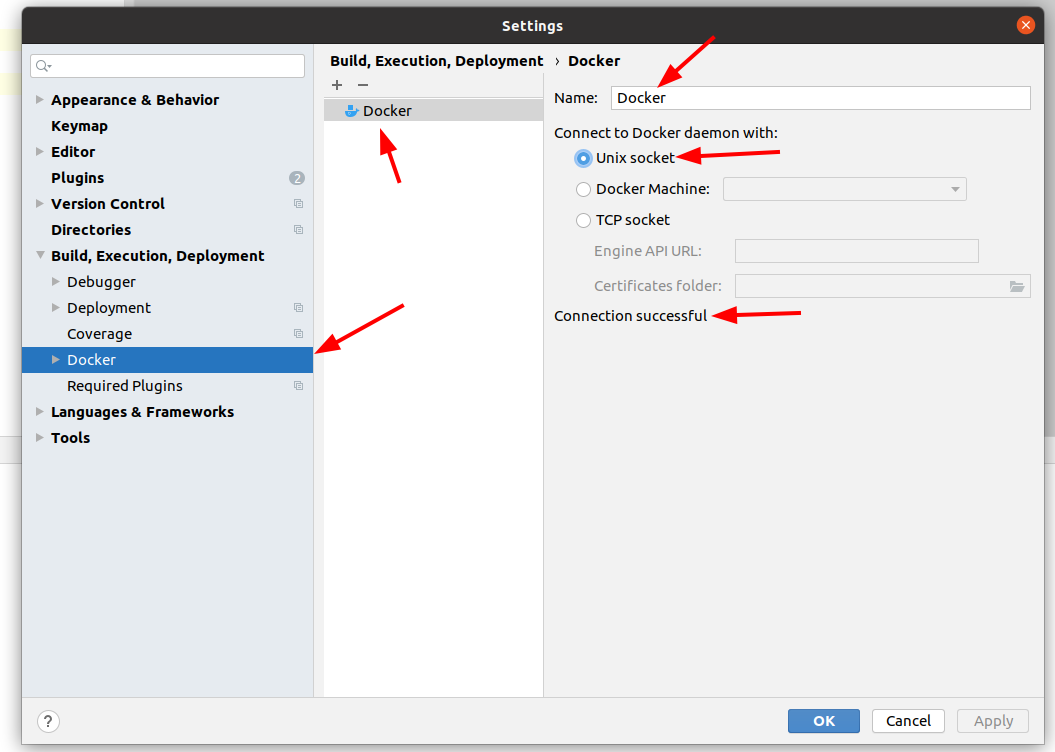 Settings
Appearance & Behavior
Keymap
Editor
Plugins 2
Version Control
Directories
Build, Execution, Deployment
Debugger
Deployment
Coverage
Docker
Required Plugins
Languages & Frameworks
Tools
Build, Execution, Deployment › Docker
+ −
Docker
Name: Docker
Connect to Docker daemon with:
Unix socket
Docker Machine:
TCP socket
Engine API URL:
Certificates folder:
Connection successful
? OK Cancel Apply